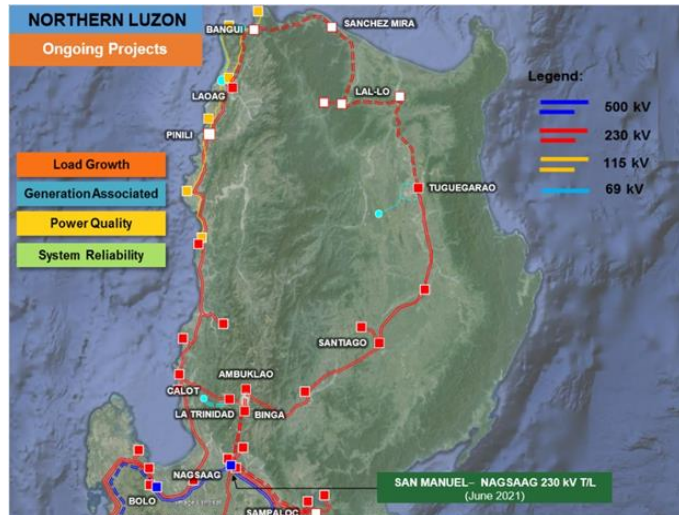 NORTHERN LUZON
Ongoing Projects
BANGUI
SANCHEZ MIRA
Legend:
500 kV
230 kV
115 kV
69 kV
LAOAG
LAL-LO
PINILI
Load Growth
Generation Associated
Power Quality
System Reliability
TUGUEGARAO
SANTIAGO
AMBUKLAO
CALOT
LA TRINIDAD
BINGA
NAGSAAG
BOLO
SAN MANUEL– NAGSAAG 230 kV T/L
(June 2021)
SAMPALOC